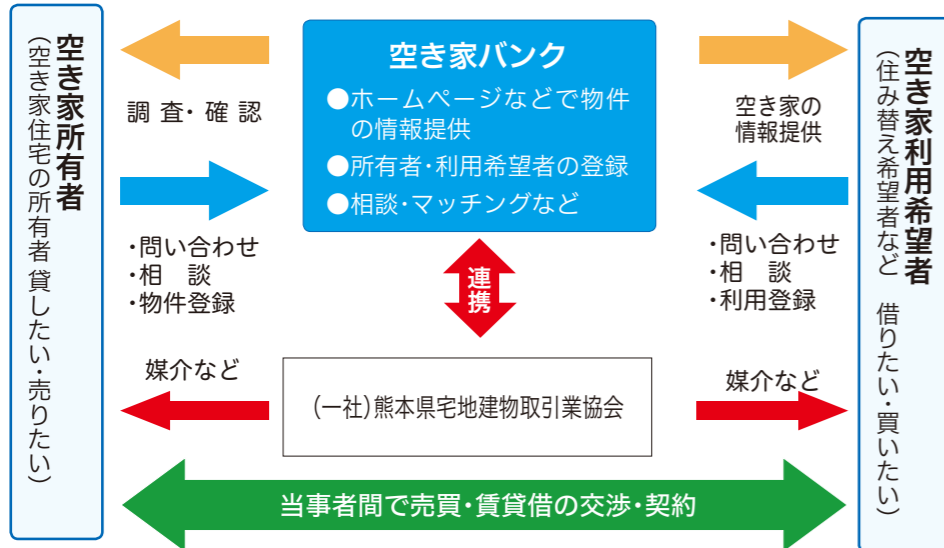 空き家所有者
（空き家住宅の所有者 貸したい・売りたい）
調査・確認
・問い合わせ
・相　談
・物件登録
媒介など
空き家バンク
●ホームページなどで物件
の情報提供
●所有者・利用希望者の登録
●相談・マッチングなど
連携
（一社）熊本県宅地建物取引業協会
当事者間で売買・賃貸借の交渉・契約
空き家の
情報提供
・問い合わせ
・相　談
・利用登録
媒介など
空き家利用希望者
（住み替え希望者など　借りたい・買いたい）